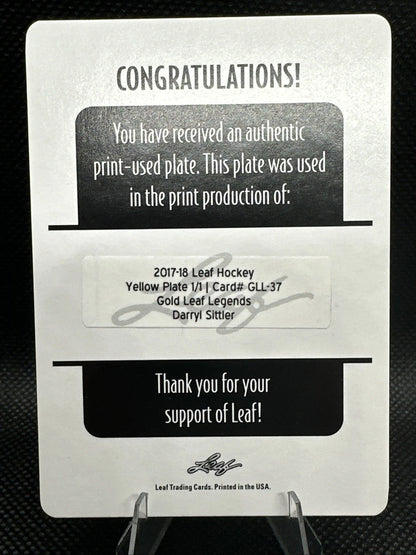 CONGRATULATIONS!
You have received an authentic
print-used plate. This plate was used
in the print production of:
2017-18 Leaf Hockey
Yellow Plate 1/1 | Card# GLL-37
Gold Leaf Legends
Darryl Sittler
Leaf
Thank you for your
support of Leaf!
Leaf
Leaf Trading Cards. Printed in the USA.